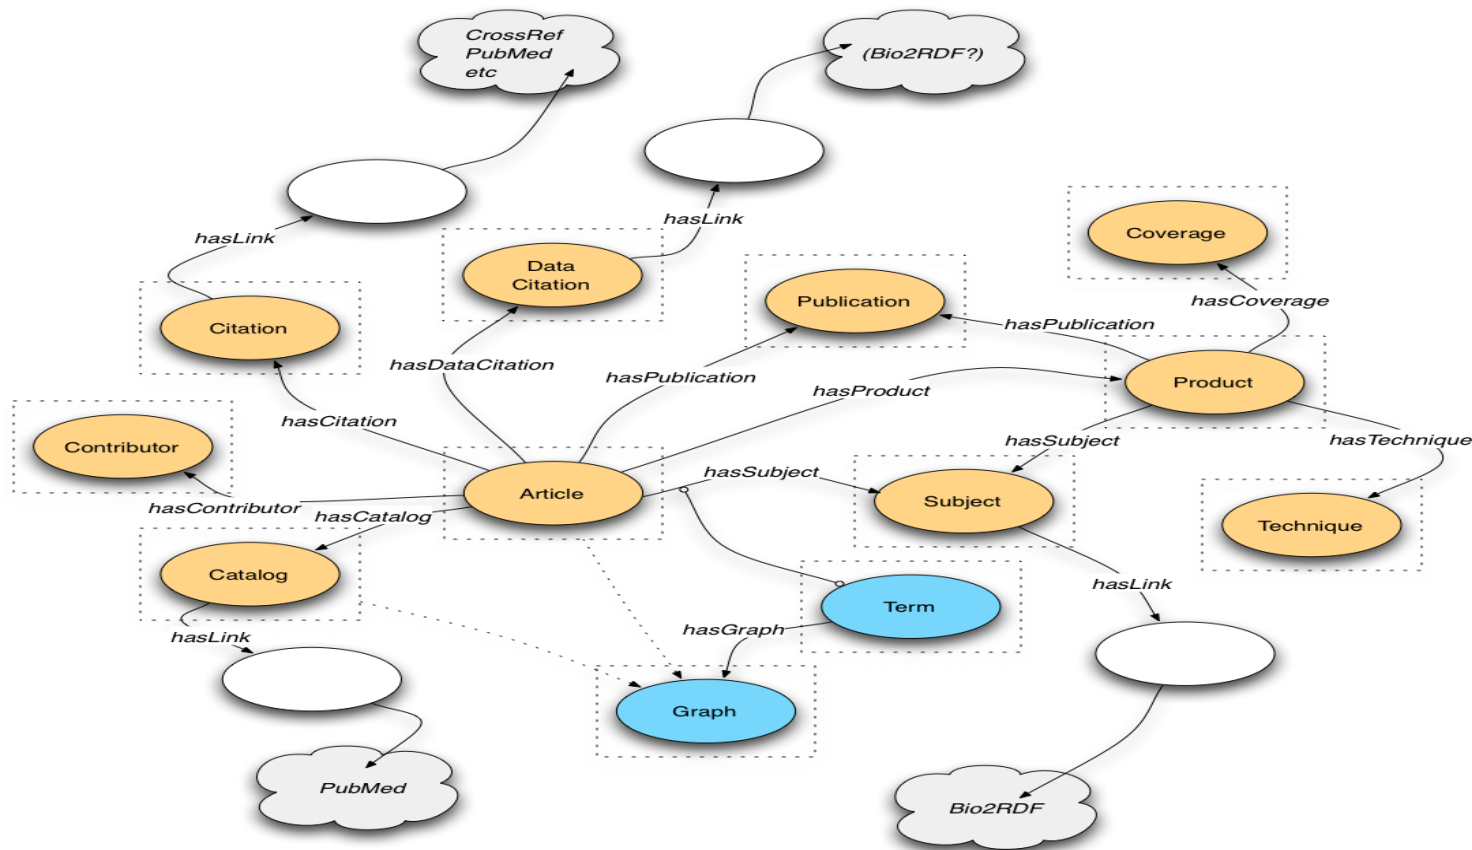 CrossRef
PubMed
etc
(Bio2RDF?)
hasLink
hasLink
Coverage
Data
Citation
Publication
hasCoverage
Citation
hasPublication
hasDataCitation
hasPublication
hasProduct
Product
hasCitation
Contributor
hasSubject
hasTechnique
hasSubject
Article
Subject
hasContributor
hasCatalog
Technique
Catalog
hasLink
Term
hasLink
hasGraph
Graph
PubMed
Bio2RDF